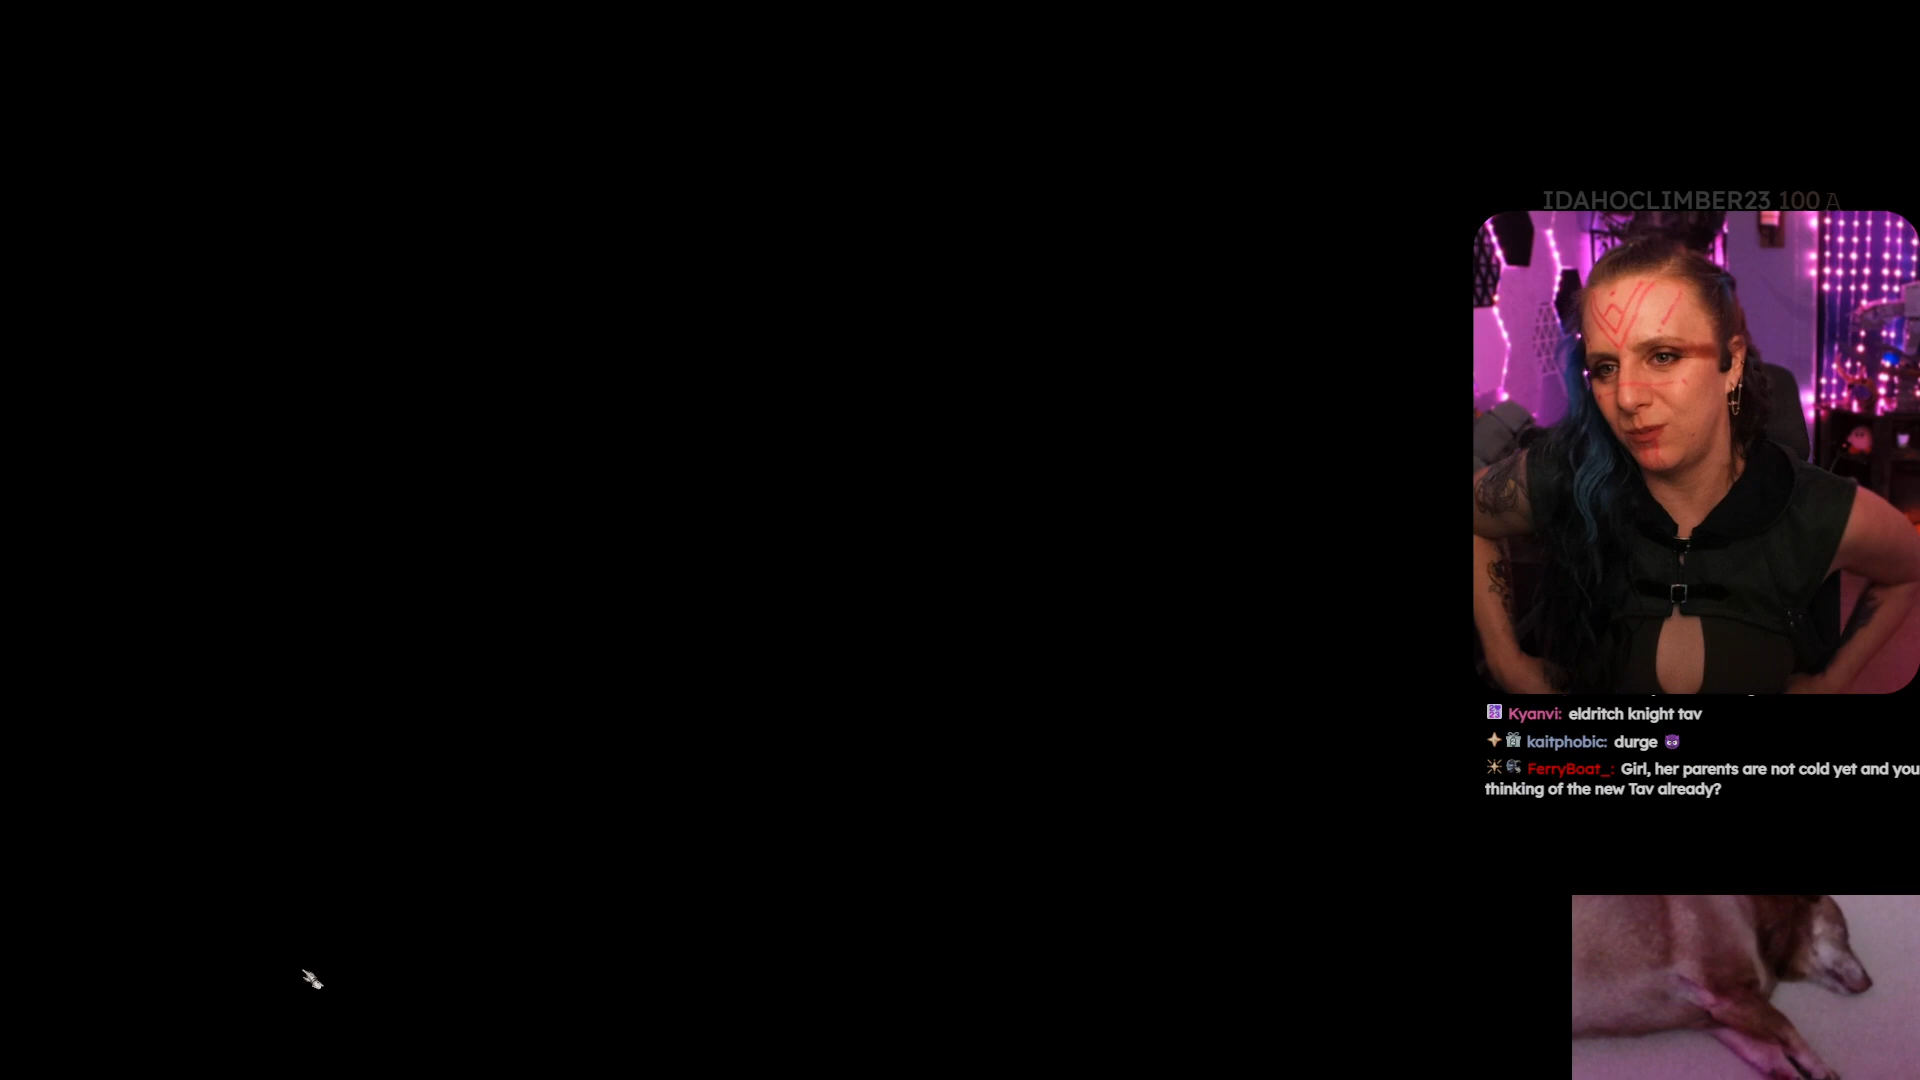 IDAHOCLIMBER23 100
Kyanvi: eldritch knight tav
kaitphobic: durge
FerryBoat_: Girl, her parents are not cold yet and you
thinking of the new Tav already?